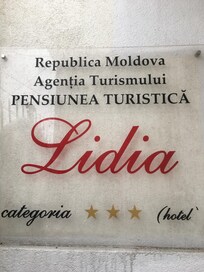 Republica Moldova
Agenția Turismului
PENSIUNEA TURISTICĂ
Lidia
categoria ★★★ (hotel